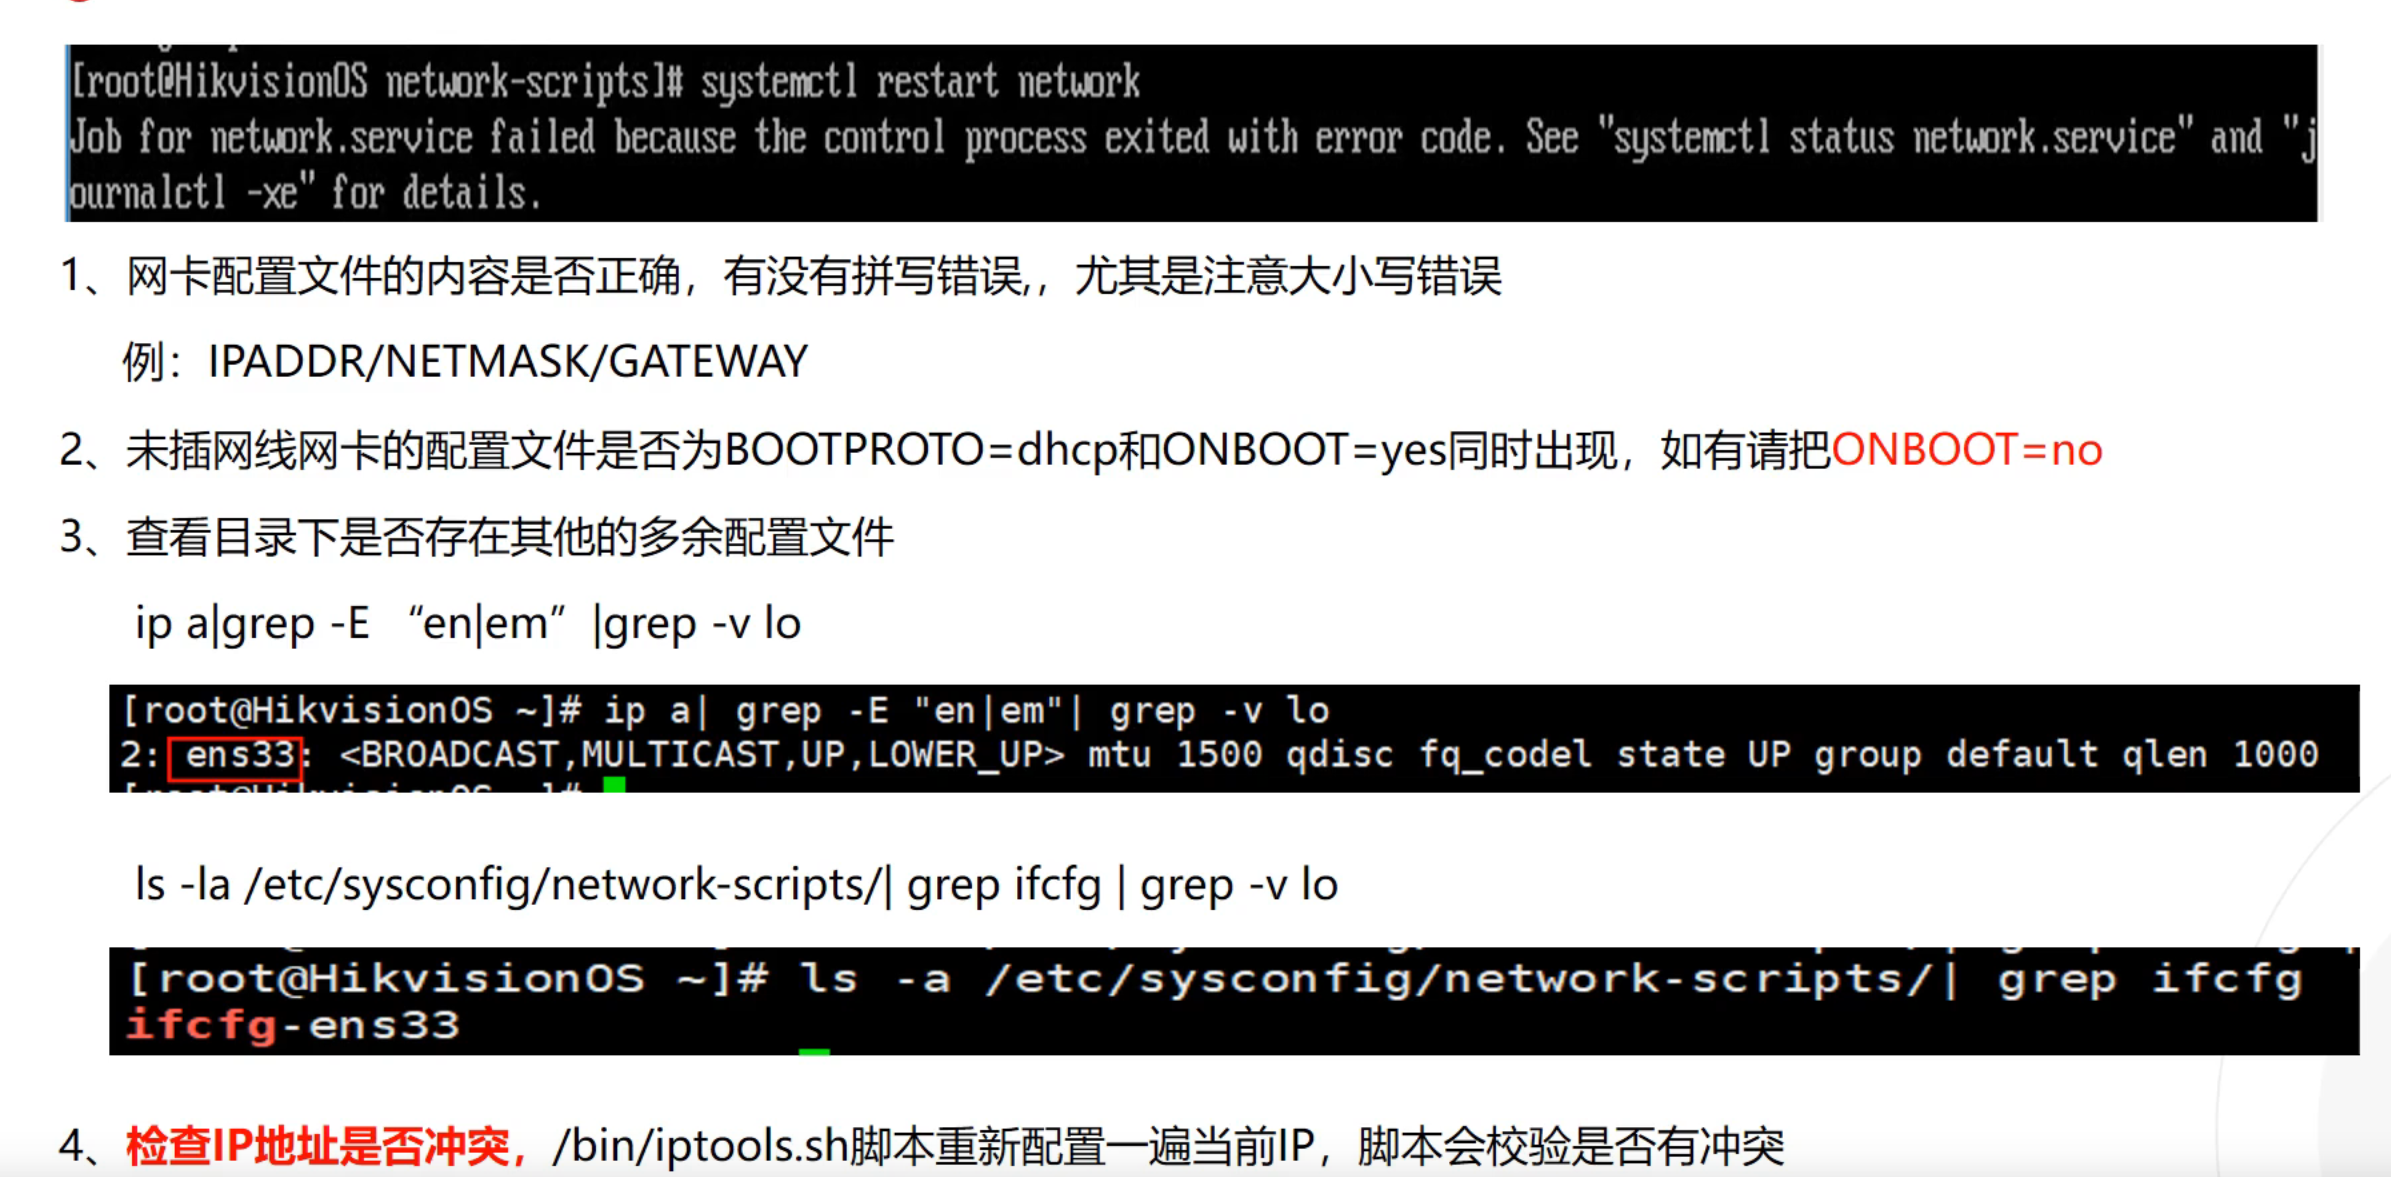 [root@HikvisionOS network-scripts]# systemctl restart network
Job for network.service failed because the control process exited with error code. See "systemctl status network.service" and "j
ournalctl -xe" for details.
1、网卡配置文件的内容是否正确，有没有拼写错误,，尤其是注意大小写错误
例：IPADDR/NETMASK/GATEWAY
2、未插网线网卡的配置文件是否为BOOTPROTO=dhcp和ONBOOT=yes同时出现，如有请把ONBOOT=no
3、查看目录下是否存在其他的多余配置文件
ip a|grep -E “en|em” |grep -v lo
[root@HikvisionOS ~]# ip a| grep -E "en|em"| grep -v lo
2: ens33: <BROADCAST,MULTICAST,UP,LOWER_UP> mtu 1500 qdisc fq_codel state UP group default qlen 1000
ls -la /etc/sysconfig/network-scripts/| grep ifcfg | grep -v lo
[root@HikvisionOS ~]# ls -a /etc/sysconfig/network-scripts/| grep ifcfg
ifcfg-ens33
4、检查IP地址是否冲突，/bin/iptools.sh脚本重新配置一遍当前IP，脚本会校验是否有冲突